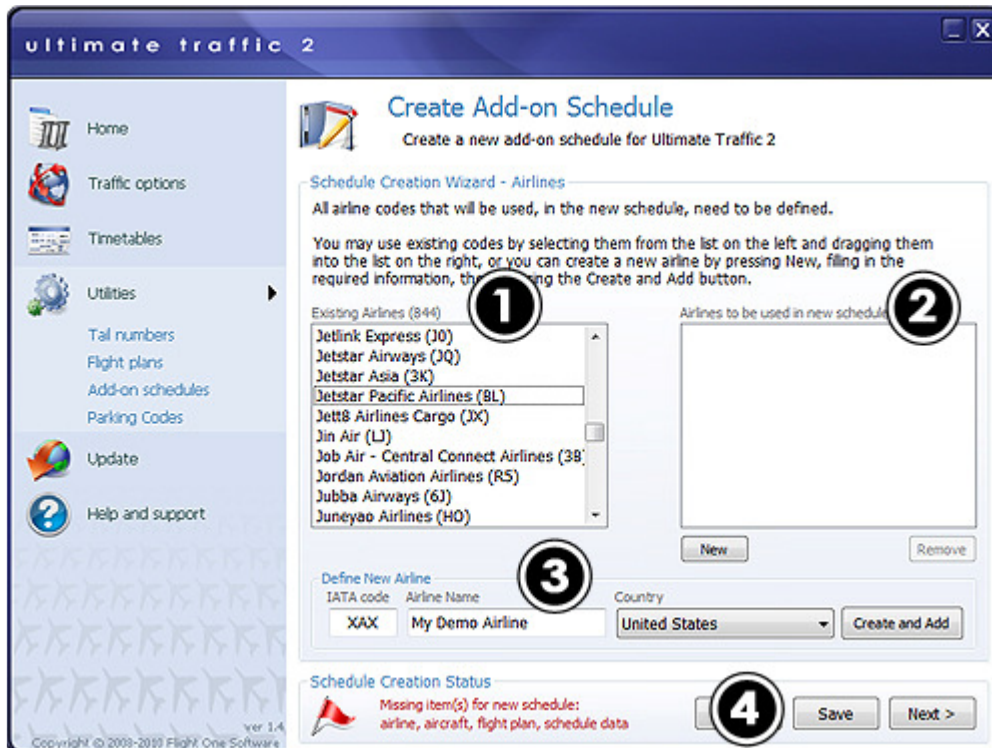 ultimate traffic 2
Home
Traffic options
Timetables
Utilities
Tail numbers
Flight plans
Add-on schedules
Parking Codes
Update
Help and support
ver 1.4
Copyright © 2008-2010 Flight One Software
Create Add-on Schedule
Create a new add-on schedule for Ultimate Traffic 2
Schedule Creation Wizard - Airlines
All airline codes that will be used, in the new schedule, need to be defined.
You may use existing codes by selecting them from the list on the left and dragging them
into the list on the right, or you can create a new airline by pressing New, filling in the
required information, the ing the Create and Add button.
1
2
Existing Airlines (844)
Airlines to be used in new schedule
Jetlink Express (J0)
Jetstar Airways (JQ)
Jetstar Asia (3K)
Jetstar Pacific Airlines (BL)
Jett8 Airlines Cargo (JX)
Jin Air (LJ)
Job Air - Central Connect Airlines (3B)
Jordan Aviation Airlines (R5)
Jubba Airways (6J)
Juneyao Airlines (HO)
New
Remove
3
Define New Airline
IATA code Airline Name Country
XAX My Demo Airline United States Create and Add
Schedule Creation Status
Missing item(s) for new schedule:
airline, aircraft, flight plan, schedule data
4
Save
Next >